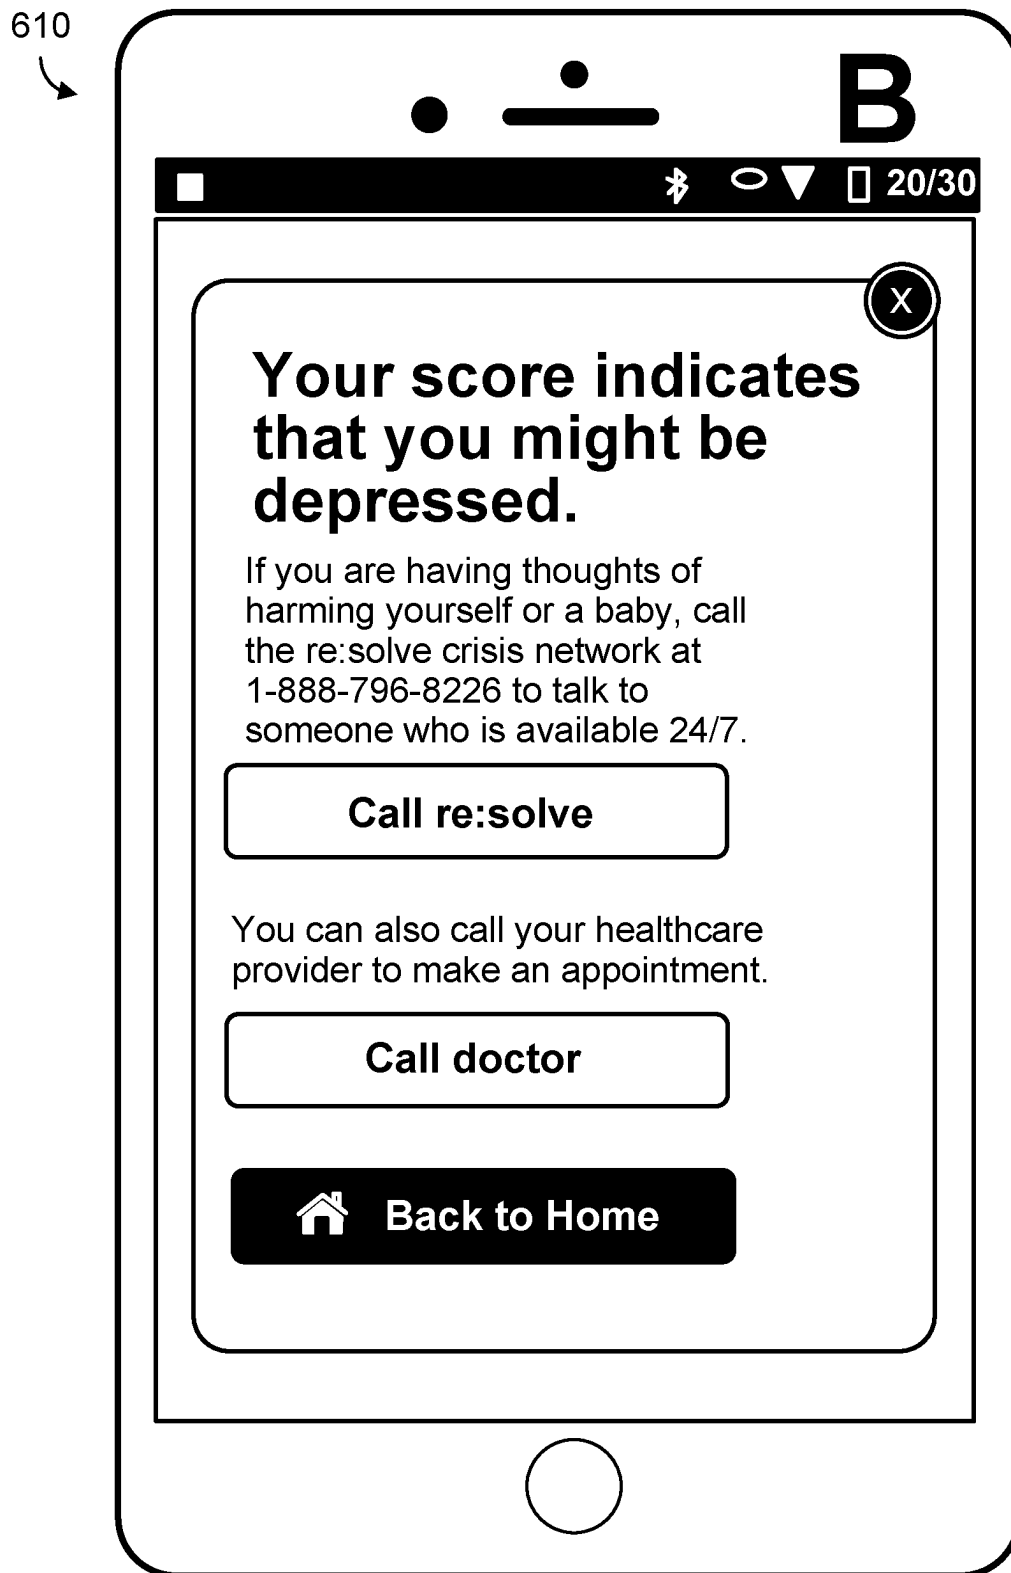 610
B
20/30
X
Your score indicates
that you might be
depressed.
If you are having thoughts of
harming yourself or a baby, call
the re:solve crisis network at
1-888-796-8226 to talk to
someone who is available 24/7.
Call re:solve
You can also call your healthcare
provider to make an appointment.
Call doctor
Back to Home